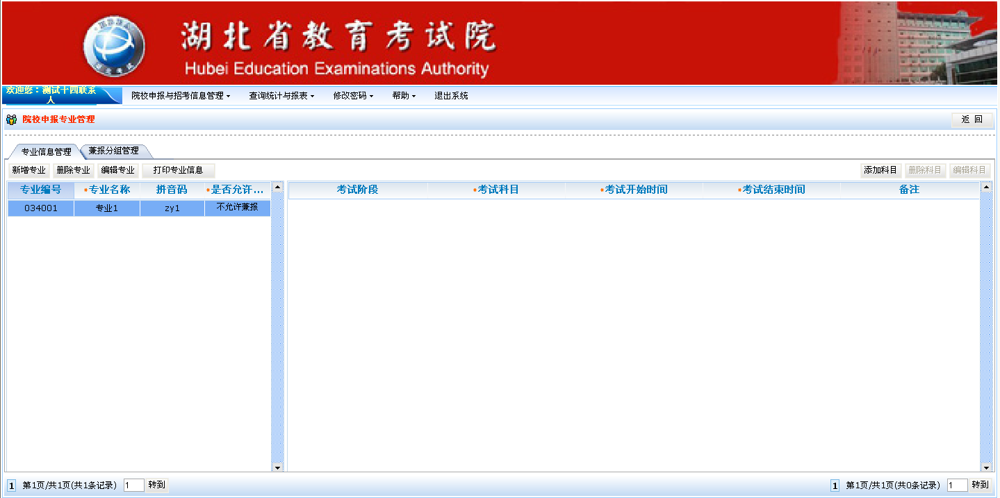 湖北省教育考试院
Hubei Education Examinations Authority
欢迎您：测试十四联系
人
院校申报与招考信息管理 查询统计与报表 修改密码 帮助 退出系统
院校申报专业管理 返 回
专业信息管理 兼报分组管理
新增专业 删除专业 编辑专业 打印专业信息 添加科目 删除科目 编辑科目
专业编号 *专业名称 拼音码 *是否允许... 考试阶段 *考试科目 *考试开始时间 *考试结束时间 备注
034001 专业1 zy1 不允许兼报
1 第1页/共1页(共1条记录) 1 转到 1 第1页/共1页(共0条记录) 1 转到